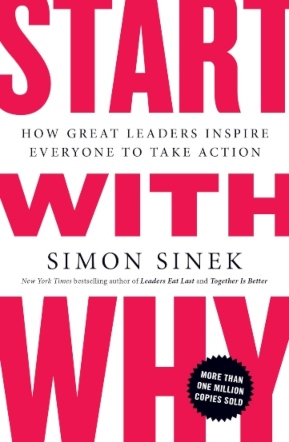 START
HOW GREAT LEADERS INSPIRE
EVERYONE TO TAKE ACTION
WITH
SIMON SINEK
New York Times bestselling author of Leaders Eat Last and Together Is Better
WHY
MORE THAN
ONE MILLION
COPIES SOLD